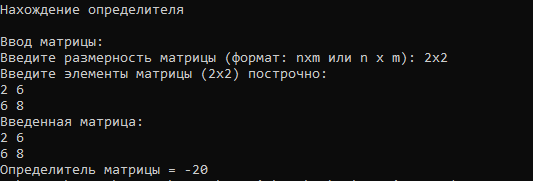 Нахождение определителя
Ввод матрицы:
Введите размерность матрицы (формат: nxm или n x m): 2x2
Введите элементы матрицы (2x2) построчно:
2 6
6 8
Введенная матрица:
2 6
6 8
Определитель матрицы = -20